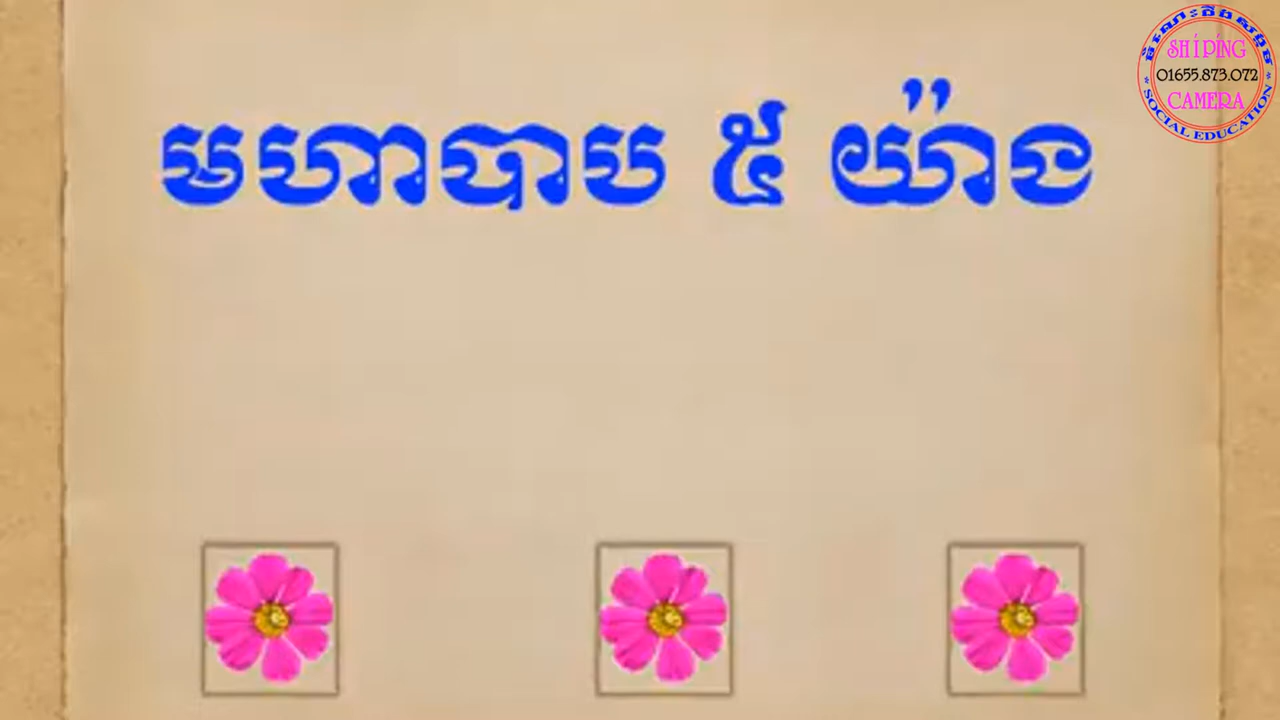 មហាបាប ៥ យ៉ាង
SHIPING
01655.873.072
CAMERA
* SOCIAL EDUCATION *